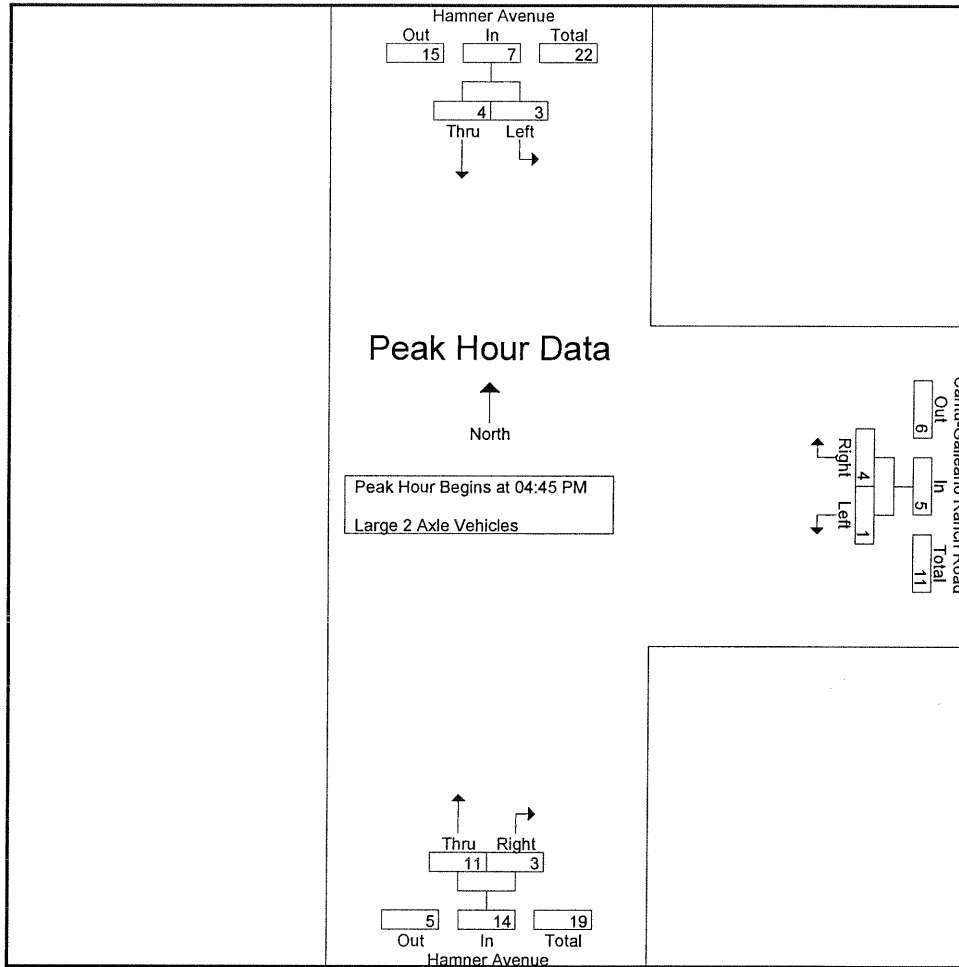 Hamner Avenue
Out In Total
15 7 22
4 3
Thru Left
Peak Hour Data
North
Peak Hour Begins at 04:45 PM
Large 2 Axle Vehicles
Out In Total
6 5 11
4 1
Right Left
Thru Right
11 3
5 14 19
Out In Total
Hamner Avenue